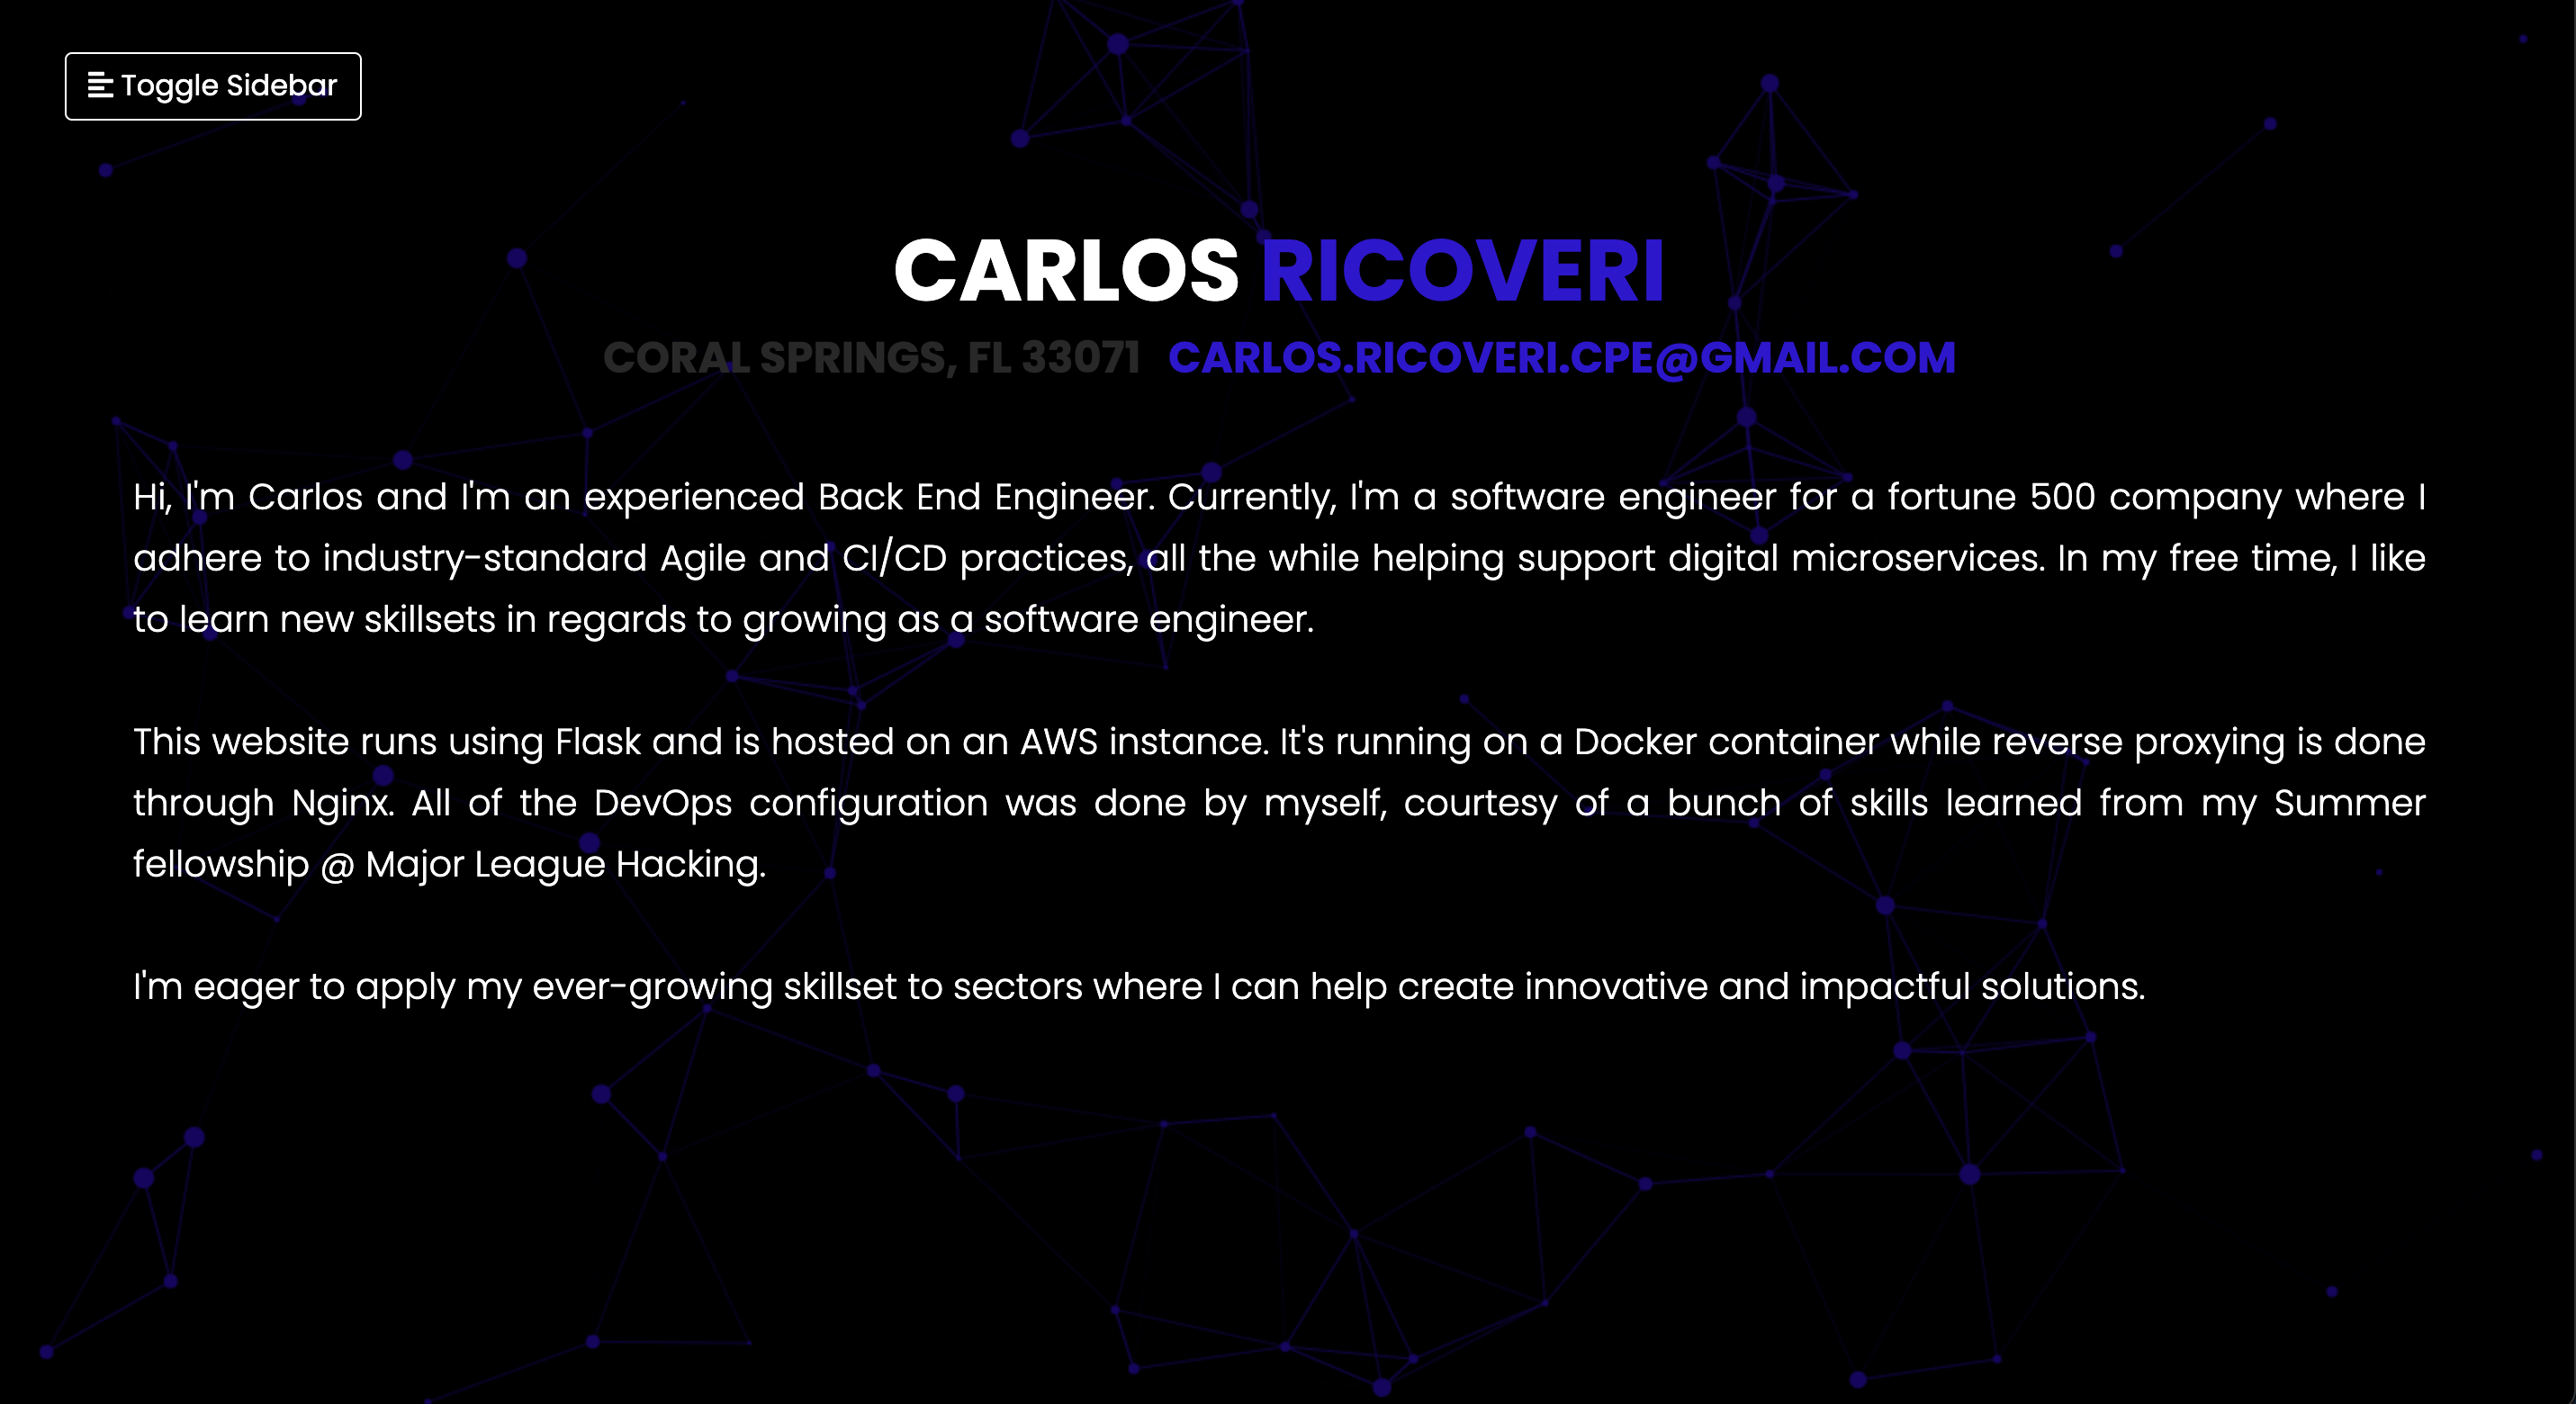 Toggle Sidebar
CARLOS RICOVERI
CORAL SPRINGS, FL 33071 CARLOS.RICOVERI.CPE@GMAIL.COM
Hi, I'm Carlos and I'm an experienced Back End Engineer. Currently, I'm a software engineer for a fortune 500 company where I
adhere to industry-standard Agile and CI/CD practices, all the while helping support digital microservices. In my free time, I like
to learn new skillsets in regards to growing as a software engineer.
This website runs using Flask and is hosted on an AWS instance. It's running on a Docker container while reverse proxying is done
through Nginx. All of the DevOps configuration was done by myself, courtesy of a bunch of skills learned from my Summer
fellowship @ Major League Hacking.
I'm eager to apply my ever-growing skillset to sectors where I can help create innovative and impactful solutions.